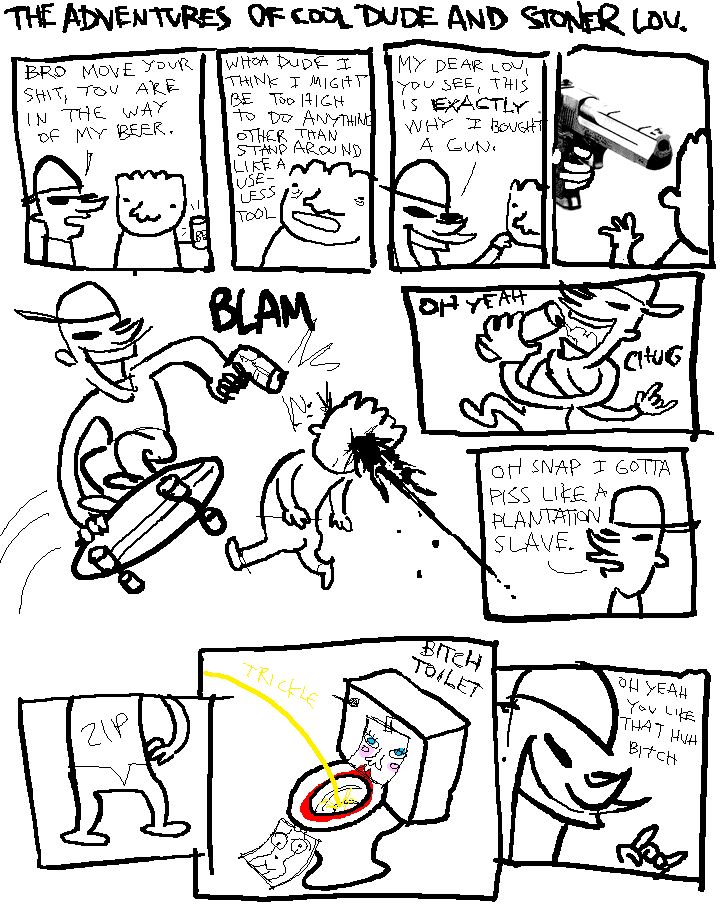 THE ADVENTURES OF COOL DUDE AND STONER LOU.
BRO MOVE YOUR
SHIT, YOU ARE
IN THE WAY
OF MY BEER.
WHOA DUDE I
THINK I MIGHT
BE TOO HIGH
TO DO ANYTHING
OTHER THAN
STAND AROUND
LIKE A
USE-
LESS
TOOL
MY DEAR LOU,
YOU SEE, THIS
IS EXACTLY
WHY I BOUGHT
A GUN.
BLAM
OH YEAH
CHUG
OH SNAP I GOTTA
PISS LIKE A
PLANTATION
SLAVE.
ZIP
TRICKLE
BITCH
TOILET
OH YEAH
YOU LIKE
THAT HUH
BITCH